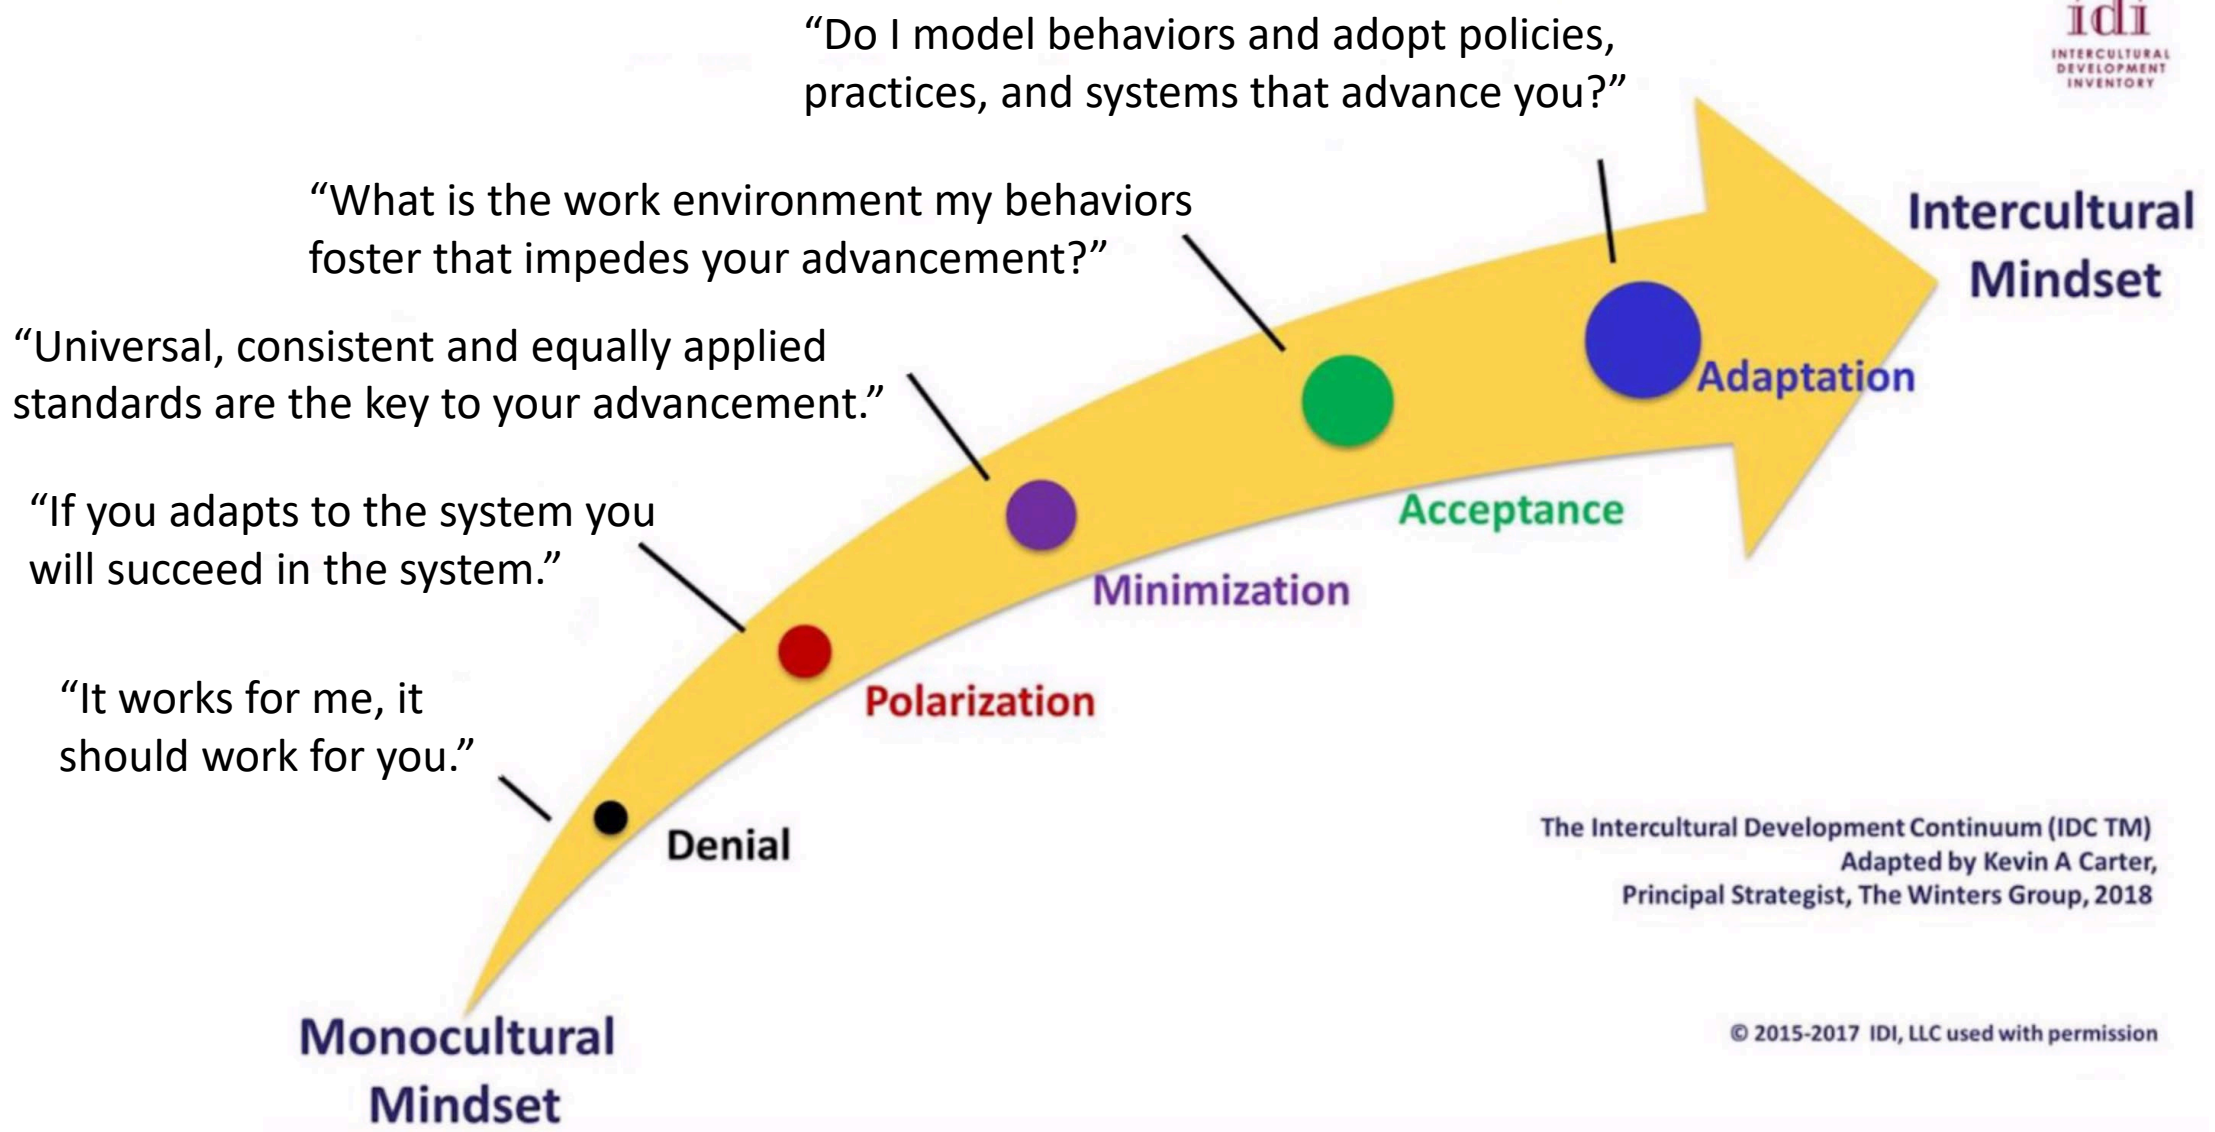 idi
INTERCULTURAL
DEVELOPMENT
INVENTORY
“Do I model behaviors and adopt policies,
practices, and systems that advance you?”
“What is the work environment my behaviors
foster that impedes your advancement?”
Intercultural
Mindset
“Universal, consistent and equally applied
standards are the key to your advancement.”
Adaptation
“If you adapts to the system you
will succeed in the system.”
Acceptance
Minimization
“It works for me, it
should work for you.”
Polarization
Denial
The Intercultural Development Continuum (IDC TM)
Adapted by Kevin A Carter,
Principal Strategist, The Winters Group, 2018
Monocultural
Mindset
© 2015-2017 IDI, LLC used with permission